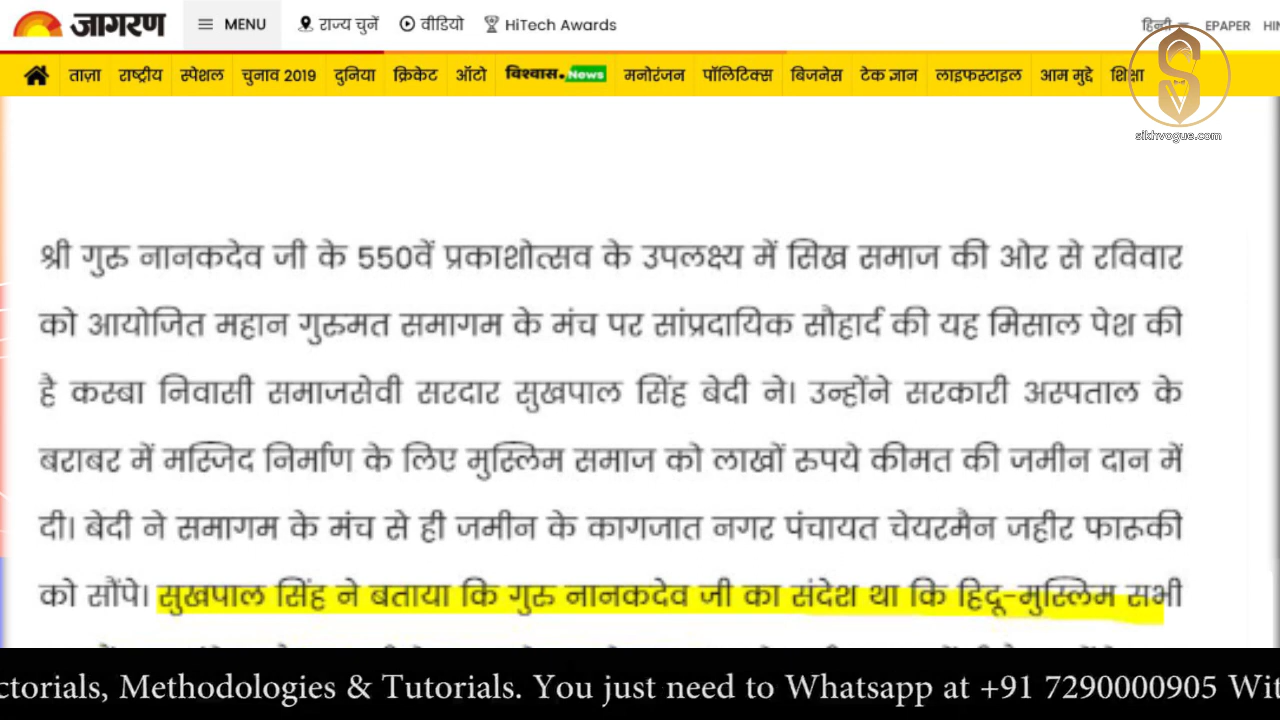 जागरण MENU राज्य चुनें वीडियो HiTech Awards हिन्दी EPAPER HIN
ताज़ा राष्ट्रीय स्पेशल चुनाव 2019 दुनिया क्रिकेट ऑटो विश्वास.News मनोरंजन पॉलिटिक्स बिजनेस टेक ज्ञान लाइफस्टाइल आम मुद्दे शिक्षा
sikhvogue.com
श्री गुरु नानकदेव जी के 550वें प्रकाशोत्सव के उपलक्ष्य में सिख समाज की ओर से रविवार
को आयोजित महान गुरुमत समागम के मंच पर सांप्रदायिक सौहार्द की यह मिसाल पेश की
है कस्बा निवासी समाजसेवी सरदार सुखपाल सिंह बेदी ने। उन्होंने सरकारी अस्पताल के
बराबर में मस्जिद निर्माण के लिए मुस्लिम समाज को लाखों रुपये कीमत की जमीन दान में
दी। बेदी ने समागम के मंच से ही जमीन के कागजात नगर पंचायत चेयरमैन जहीर फारूकी
को सौंपे। सुखपाल सिंह ने बताया कि गुरु नानकदेव जी का संदेश था कि हिदू-मुस्लिम सभी
ctorials, Methodologies & Tutorials. You just need to Whatsapp at +91 7290000905 Wit